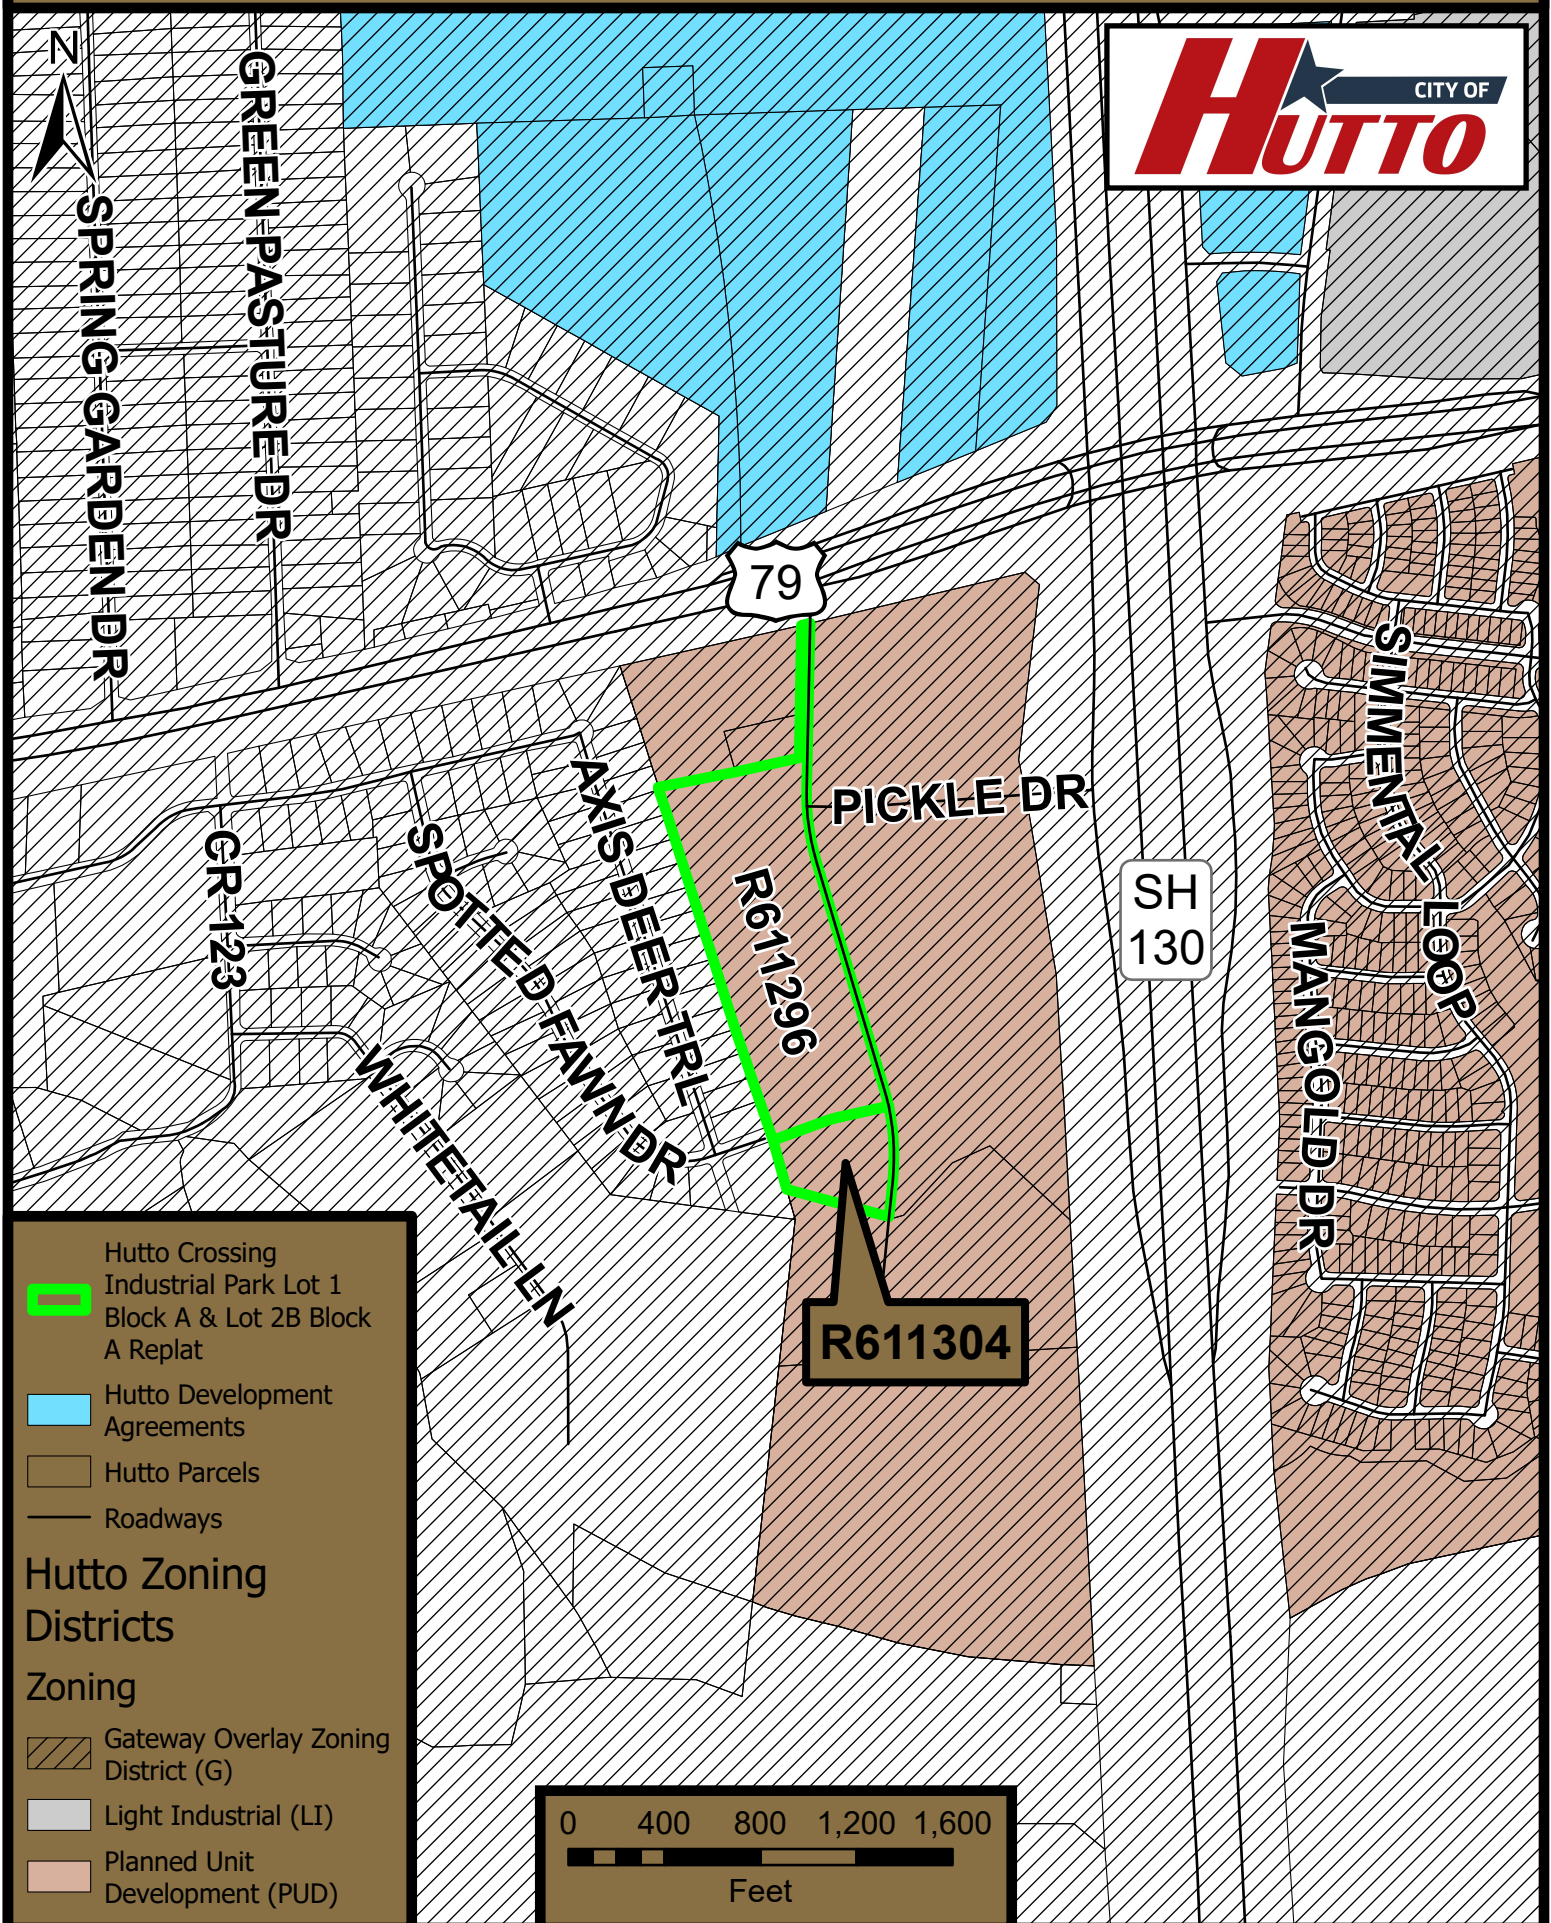 N
CITY OF
HUTTO
GREEN PASTURE DR
SPRING GARDEN DR
79
SIMMENTAL LOOP
PICKLE DR
AXIS DEER TRL
SPOTTED FAWN DR
CR 123
R611296
SH
130
MANGOLD DR
WHITETAIL LN
R611304
Hutto Crossing
Industrial Park Lot 1
Block A & Lot 2B Block
A Replat
Hutto Development
Agreements
Hutto Parcels
Roadways
Hutto Zoning
Districts
Zoning
Gateway Overlay Zoning
District (G)
Light Industrial (LI)
Planned Unit
Development (PUD)
0 400 800 1,200 1,600
Feet